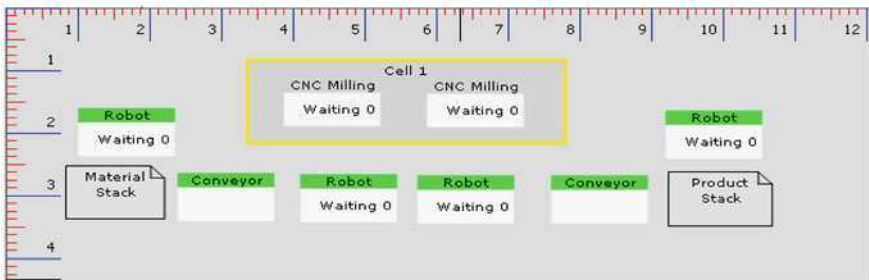 1 2 3 4 5 6 7 8 9 10 11 12
1
Cell 1
CNC Milling CNC Milling
Waiting 0 Waiting 0
2
Robot Robot
Waiting 0 Waiting 0
3
Material Stack
Conveyor Robot Robot Conveyor
Product Stack
Waiting 0 Waiting 0
4